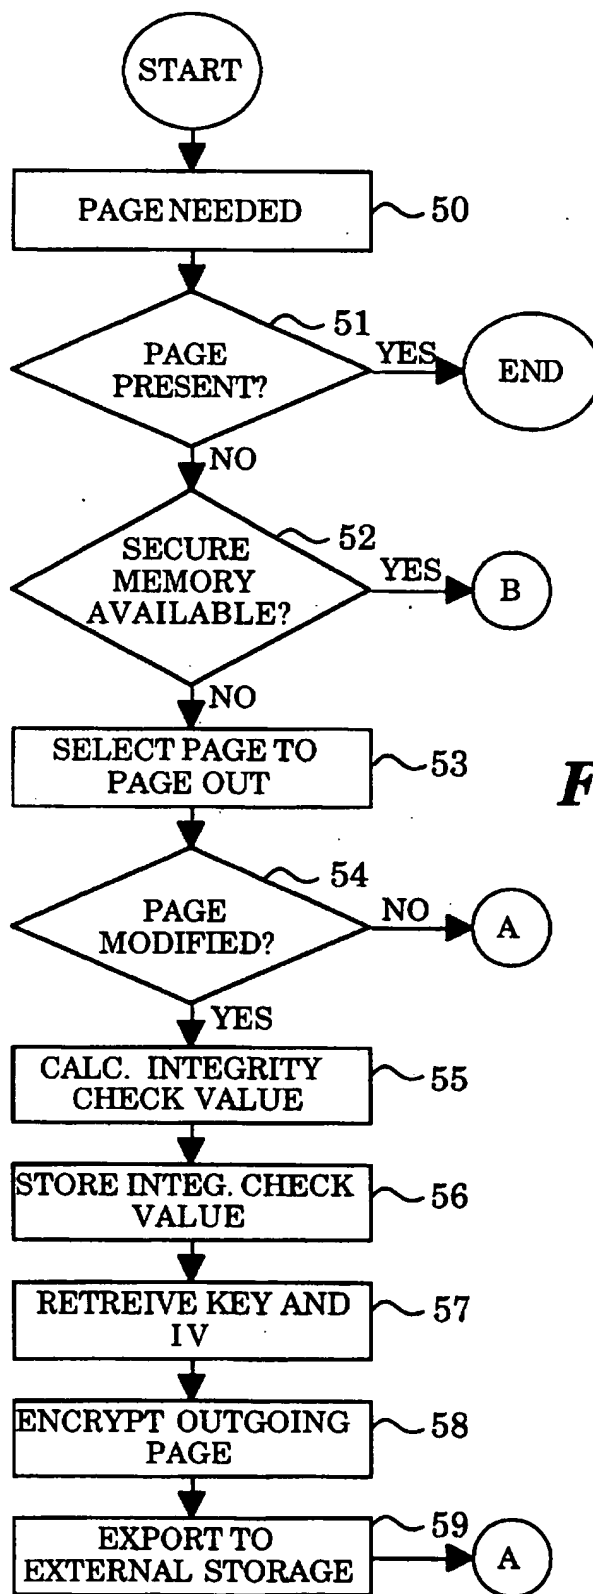 START
PAGE NEEDED
50
51
PAGE
PRESENT?
YES
END
NO
52
SECURE
MEMORY
AVAILABLE?
YES
B
NO
SELECT PAGE TO
PAGE OUT
53
F
54
PAGE
MODIFIED?
NO
A
YES
CALC. INTEGRITY
CHECK VALUE
55
STORE INTEG. CHECK
VALUE
56
RETREIVE KEY AND
IV
57
ENCRYPT OUTGOING
PAGE
58
EXPORT TO
EXTERNAL STORAGE
59
A